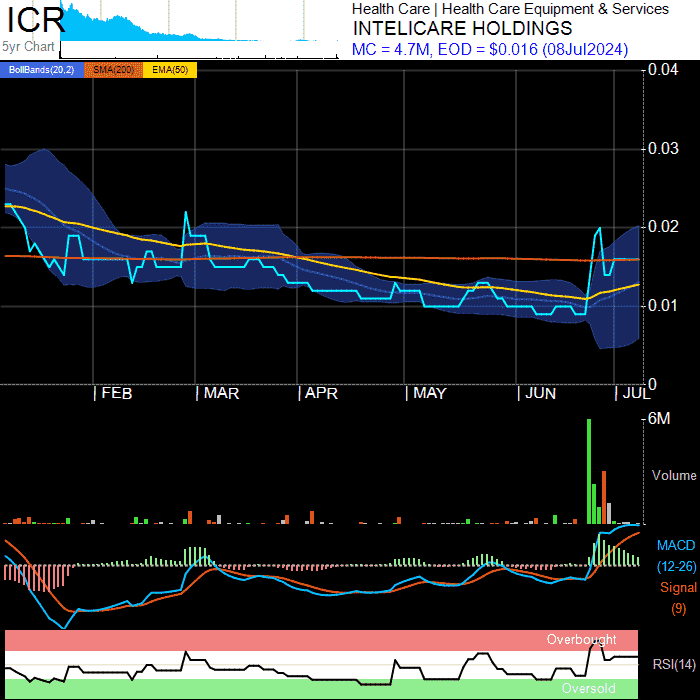 ICR
5yr Chart
Health Care | Health Care Equipment & Services
INTELICARE HOLDINGS
MC = 4.7M, EOD = $0.016 (08Jul2024)
BollBands(20,2) SMA(200) EMA(50)
0.04
0.03
0.02
0.01
0
FEB MAR APR MAY JUN JUL
6M
Volume
MACD
(12-26)
Signal
(9)
Overbought
RSI(14)
Oversold